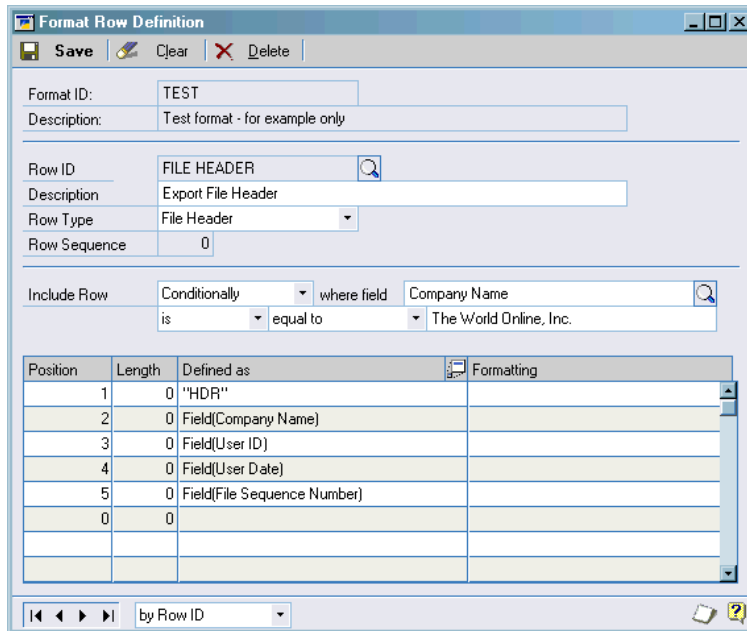 Format Row Definition
Save Clear Delete
Format ID: TEST
Description: Test format - for example only
Row ID FILE HEADER
Description Export File Header
Row Type File Header
Row Sequence 0
Include Row Conditionally where field Company Name
is equal to The World Online, Inc.
Position Length Defined as Formatting
1 0 "HDR"
2 0 Field(Company Name)
3 0 Field(User ID)
4 0 Field(User Date)
5 0 Field(File Sequence Number)
0 0
by Row ID